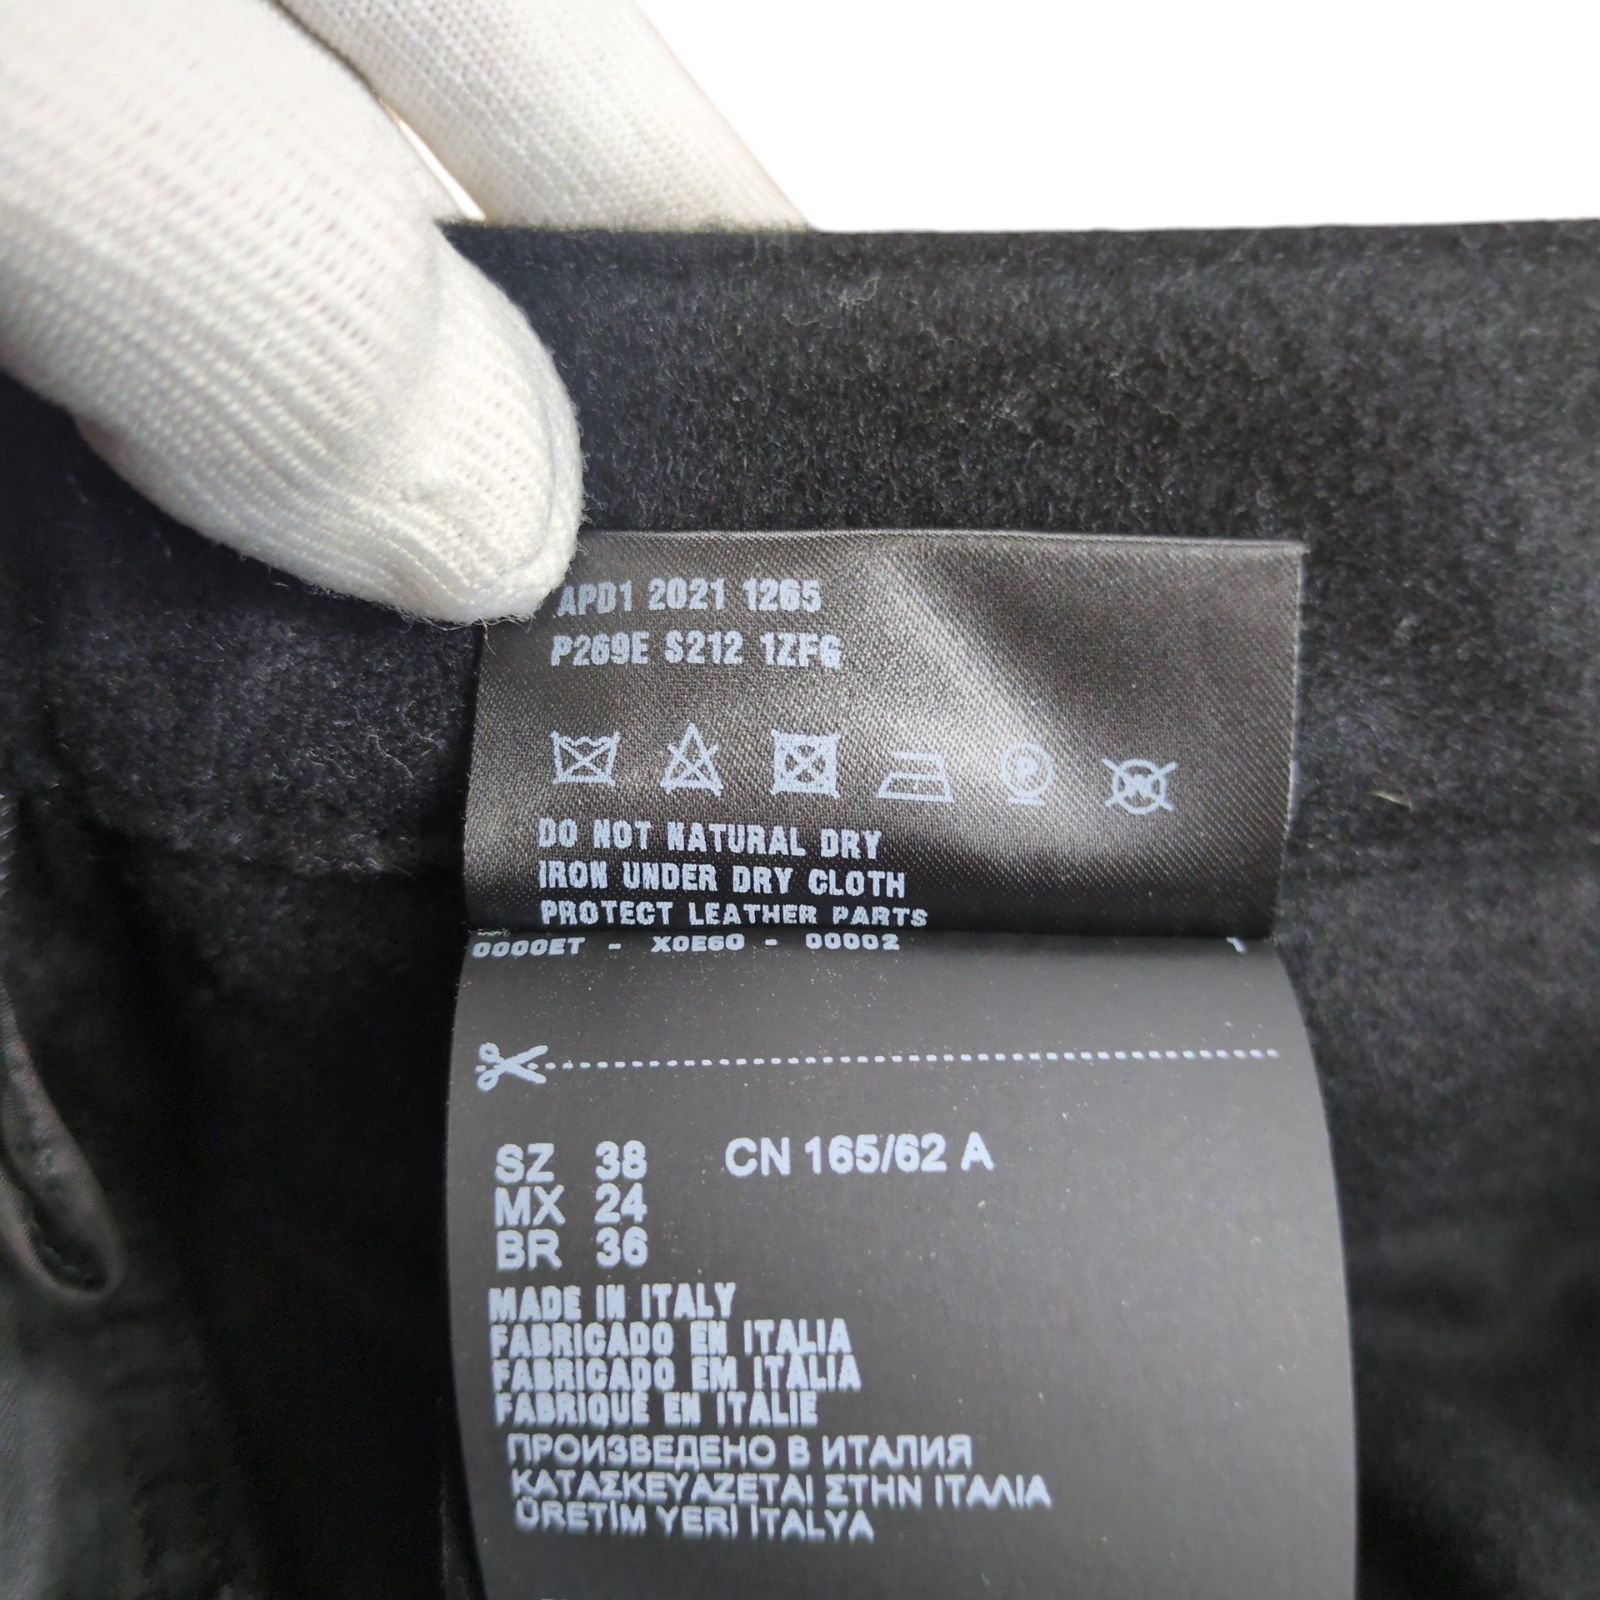 APD1 2021 1265
P269E S212 1ZFG
P
W
DO NOT NATURAL DRY
IRON UNDER DRY CLOTH
PROTECT LEATHER PARTS
0000ET - X0E60 - 00002
SZ 38 CN 165/62 A
MX 24
BR 36
MADE IN ITALY
FABRICADO EN ITALIA
FABRICADO EM ITÁLIA
FABRIQUÉ EN ITALIE
ПРОИЗВЕДЕНО В ИТАЛИЯ
ΚΑΤΑΣΚΕΥΑΖΕΤΑΙ ΣΤΗΝ ΙΤΑΛΙΑ
ÜRETİM YERİ İTALYA